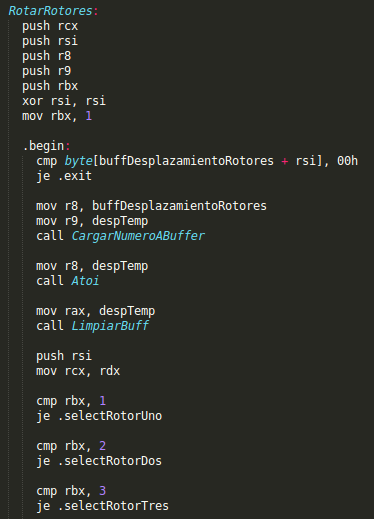 RotarRotores:
push rcx
push rsi
push r8
push r9
push rbx
xor rsi, rsi
mov rbx, 1
.begin:
cmp byte[buffDesplazamientoRotores + rsi], 00h
je .exit
mov r8, buffDesplazamientoRotores
mov r9, despTemp
call CargarNumeroABuffer
mov r8, despTemp
call Atoi
mov rax, despTemp
call LimpiarBuff
push rsi
mov rcx, rdx
cmp rbx, 1
je .selectRotorUno
cmp rbx, 2
je .selectRotorDos
cmp rbx, 3
je .selectRotorTres